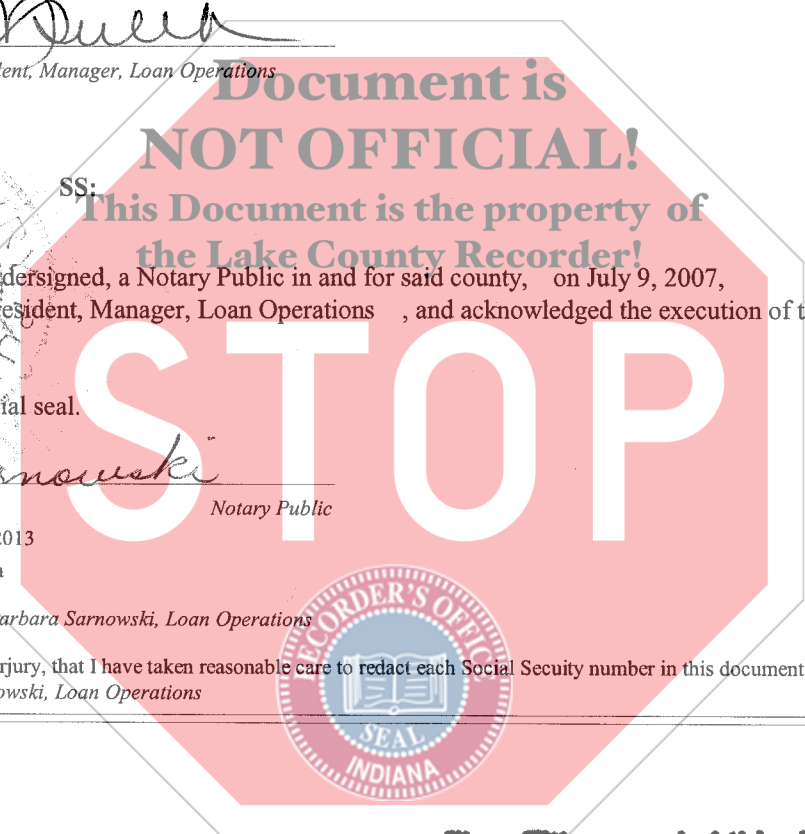 ent, Manager, Loan Operations
Document is
NOT OFFICIAL!
SS:
This Document is the property of
the Lake County Recorder!
dersigned, a Notary Public in and for said county, on July 9, 2007,
resident, Manager, Loan Operations , and acknowledged the execution of t
STOP
ial seal.
nowski
Notary Public
2013
a
arbara Sarnowski, Loan Operations
RECORDER'S OFFICE
rjury, that I have taken reasonable care to redact each Social Secuity number in this document
owski, Loan Operations
SEAL
INDIANA